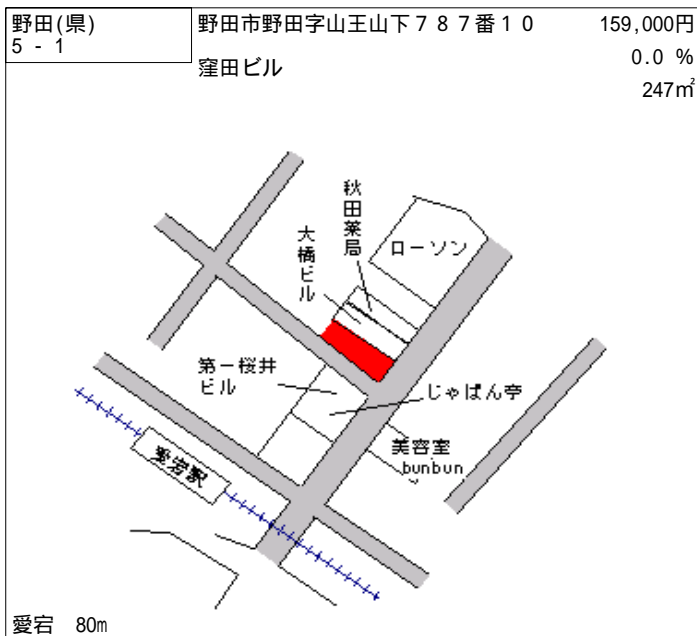 野田(県)
5 - 1
野田市野田字山王山下７８７番１０
窪田ビル
159,000円
0.0 %
247㎡
秋田薬局
大橋ビル
ローソン
第一桜井
ビル
じゃぱん亭
美容室
bunbun
愛宕駅
愛宕 80m